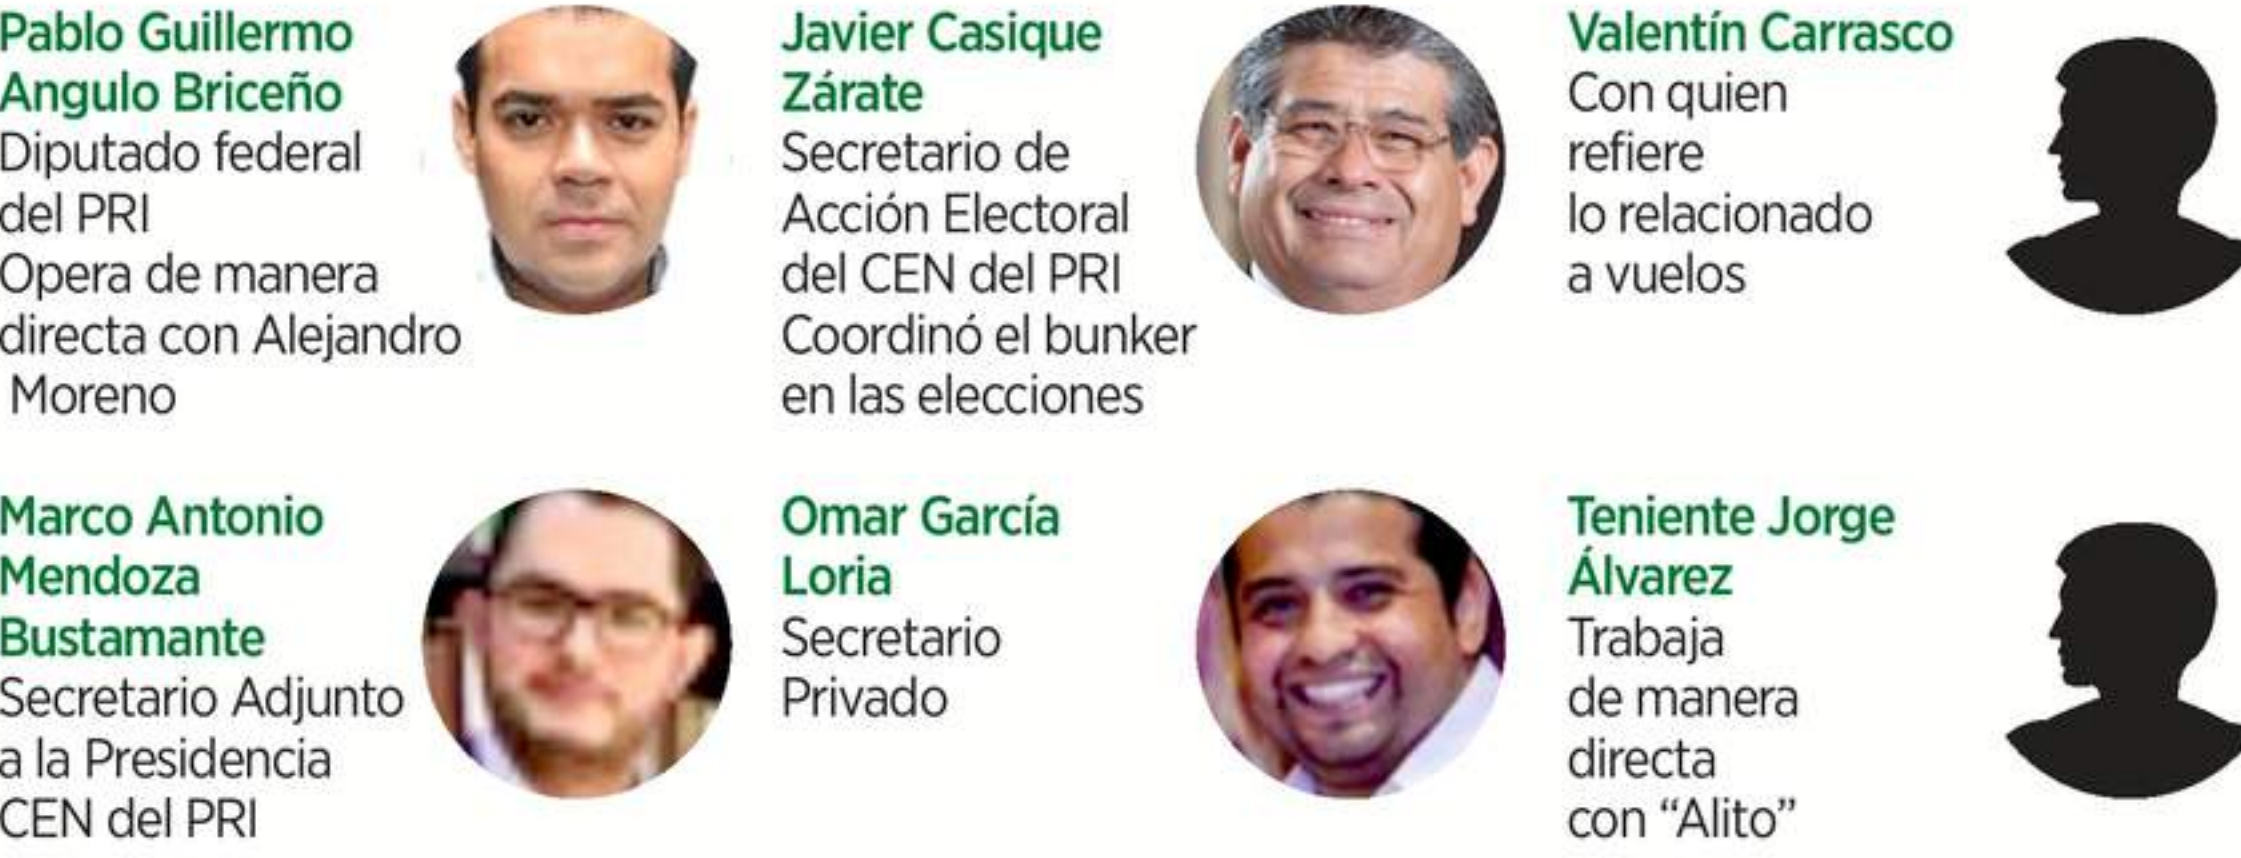 Pablo Guillermo
Angulo Briceño
Diputado federal
del PRI
Opera de manera
directa con Alejandro
Moreno
Javier Casique
Zárate
Secretario de
Acción Electoral
del CEN del PRI
Coordinó el bunker
en las elecciones
Valentín Carrasco
Con quien
refiere
lo relacionado
a vuelos
Marco Antonio
Mendoza
Bustamante
Secretario Adjunto
a la Presidencia
CEN del PRI
Omar García
Loria
Secretario
Privado
Teniente Jorge
Álvarez
Trabaja
de manera
directa
con “Alito”